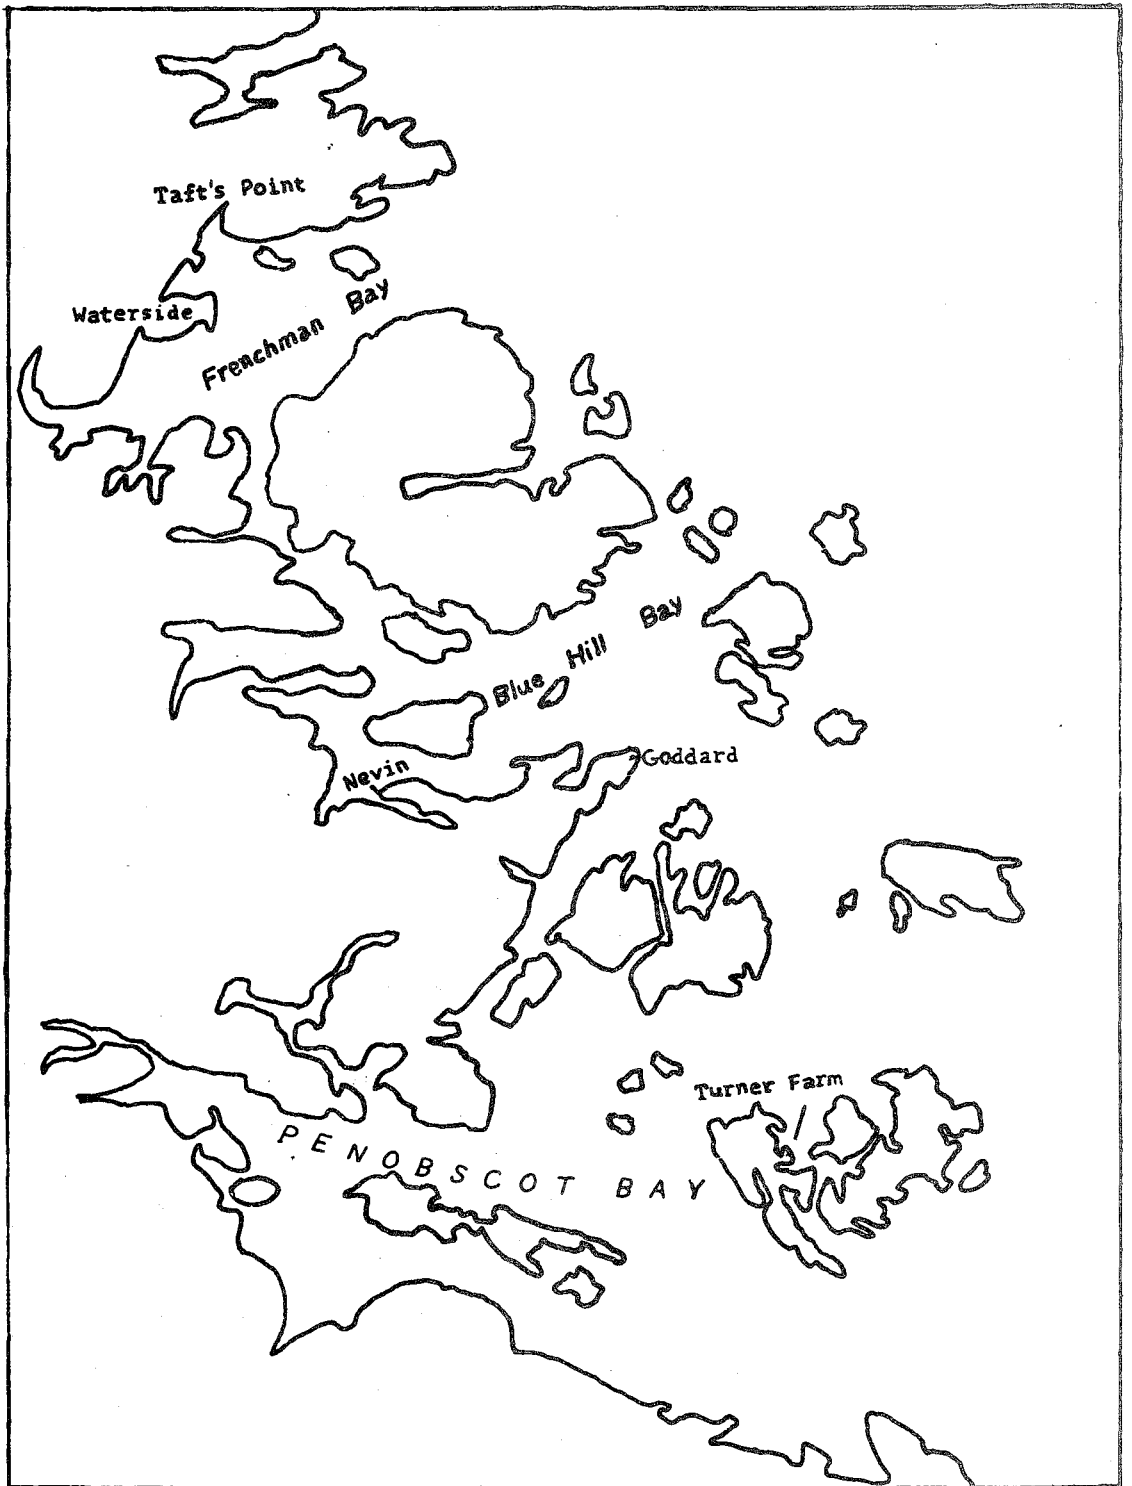 Taft's Point
Waterside
Frenchman Bay
Blue Hill Bay
Nevin
Goddard
Turner Farm
PENOBSCOT BAY